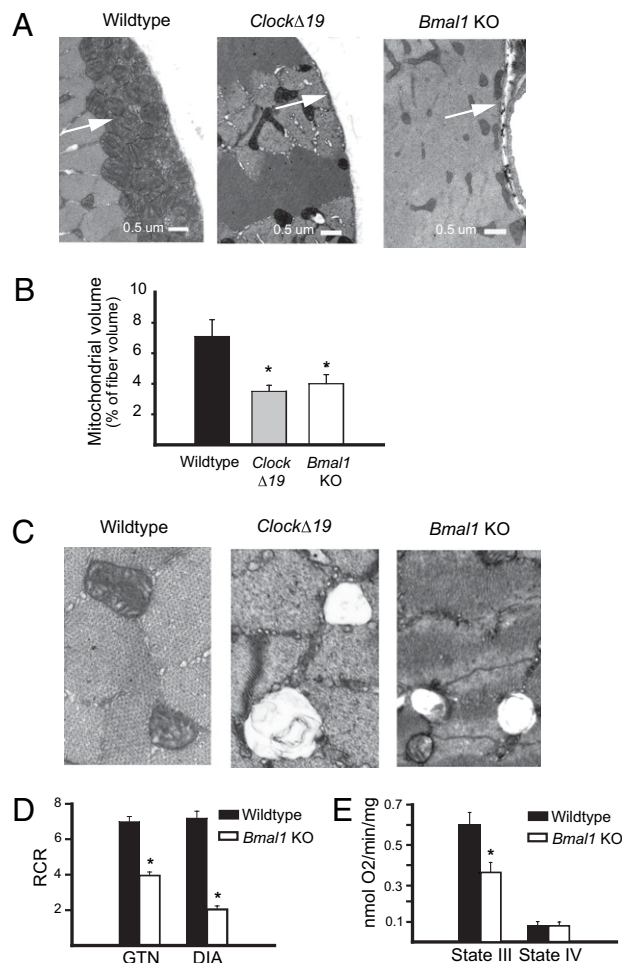 A
Wildtype
ClockΔ19
Bmal1 KO
0.5 um
0.5um
0.5 um
B
Mitochondrial volume
(% of fiber volume)
10
8
6
4
2
*
*
Wildtype
Clock
Δ19
Bmal1
KO
C
Wildtype
ClockΔ19
Bmal1 KO
D
RCR
8
6
4
2
Wildtype
Bmal1 KO
*
*
GTN
DIA
E
nmol O2/min/mg
0.7
0.5
0.3
0.1
Wildtype
Bmal1 KO
*
State III
State IV